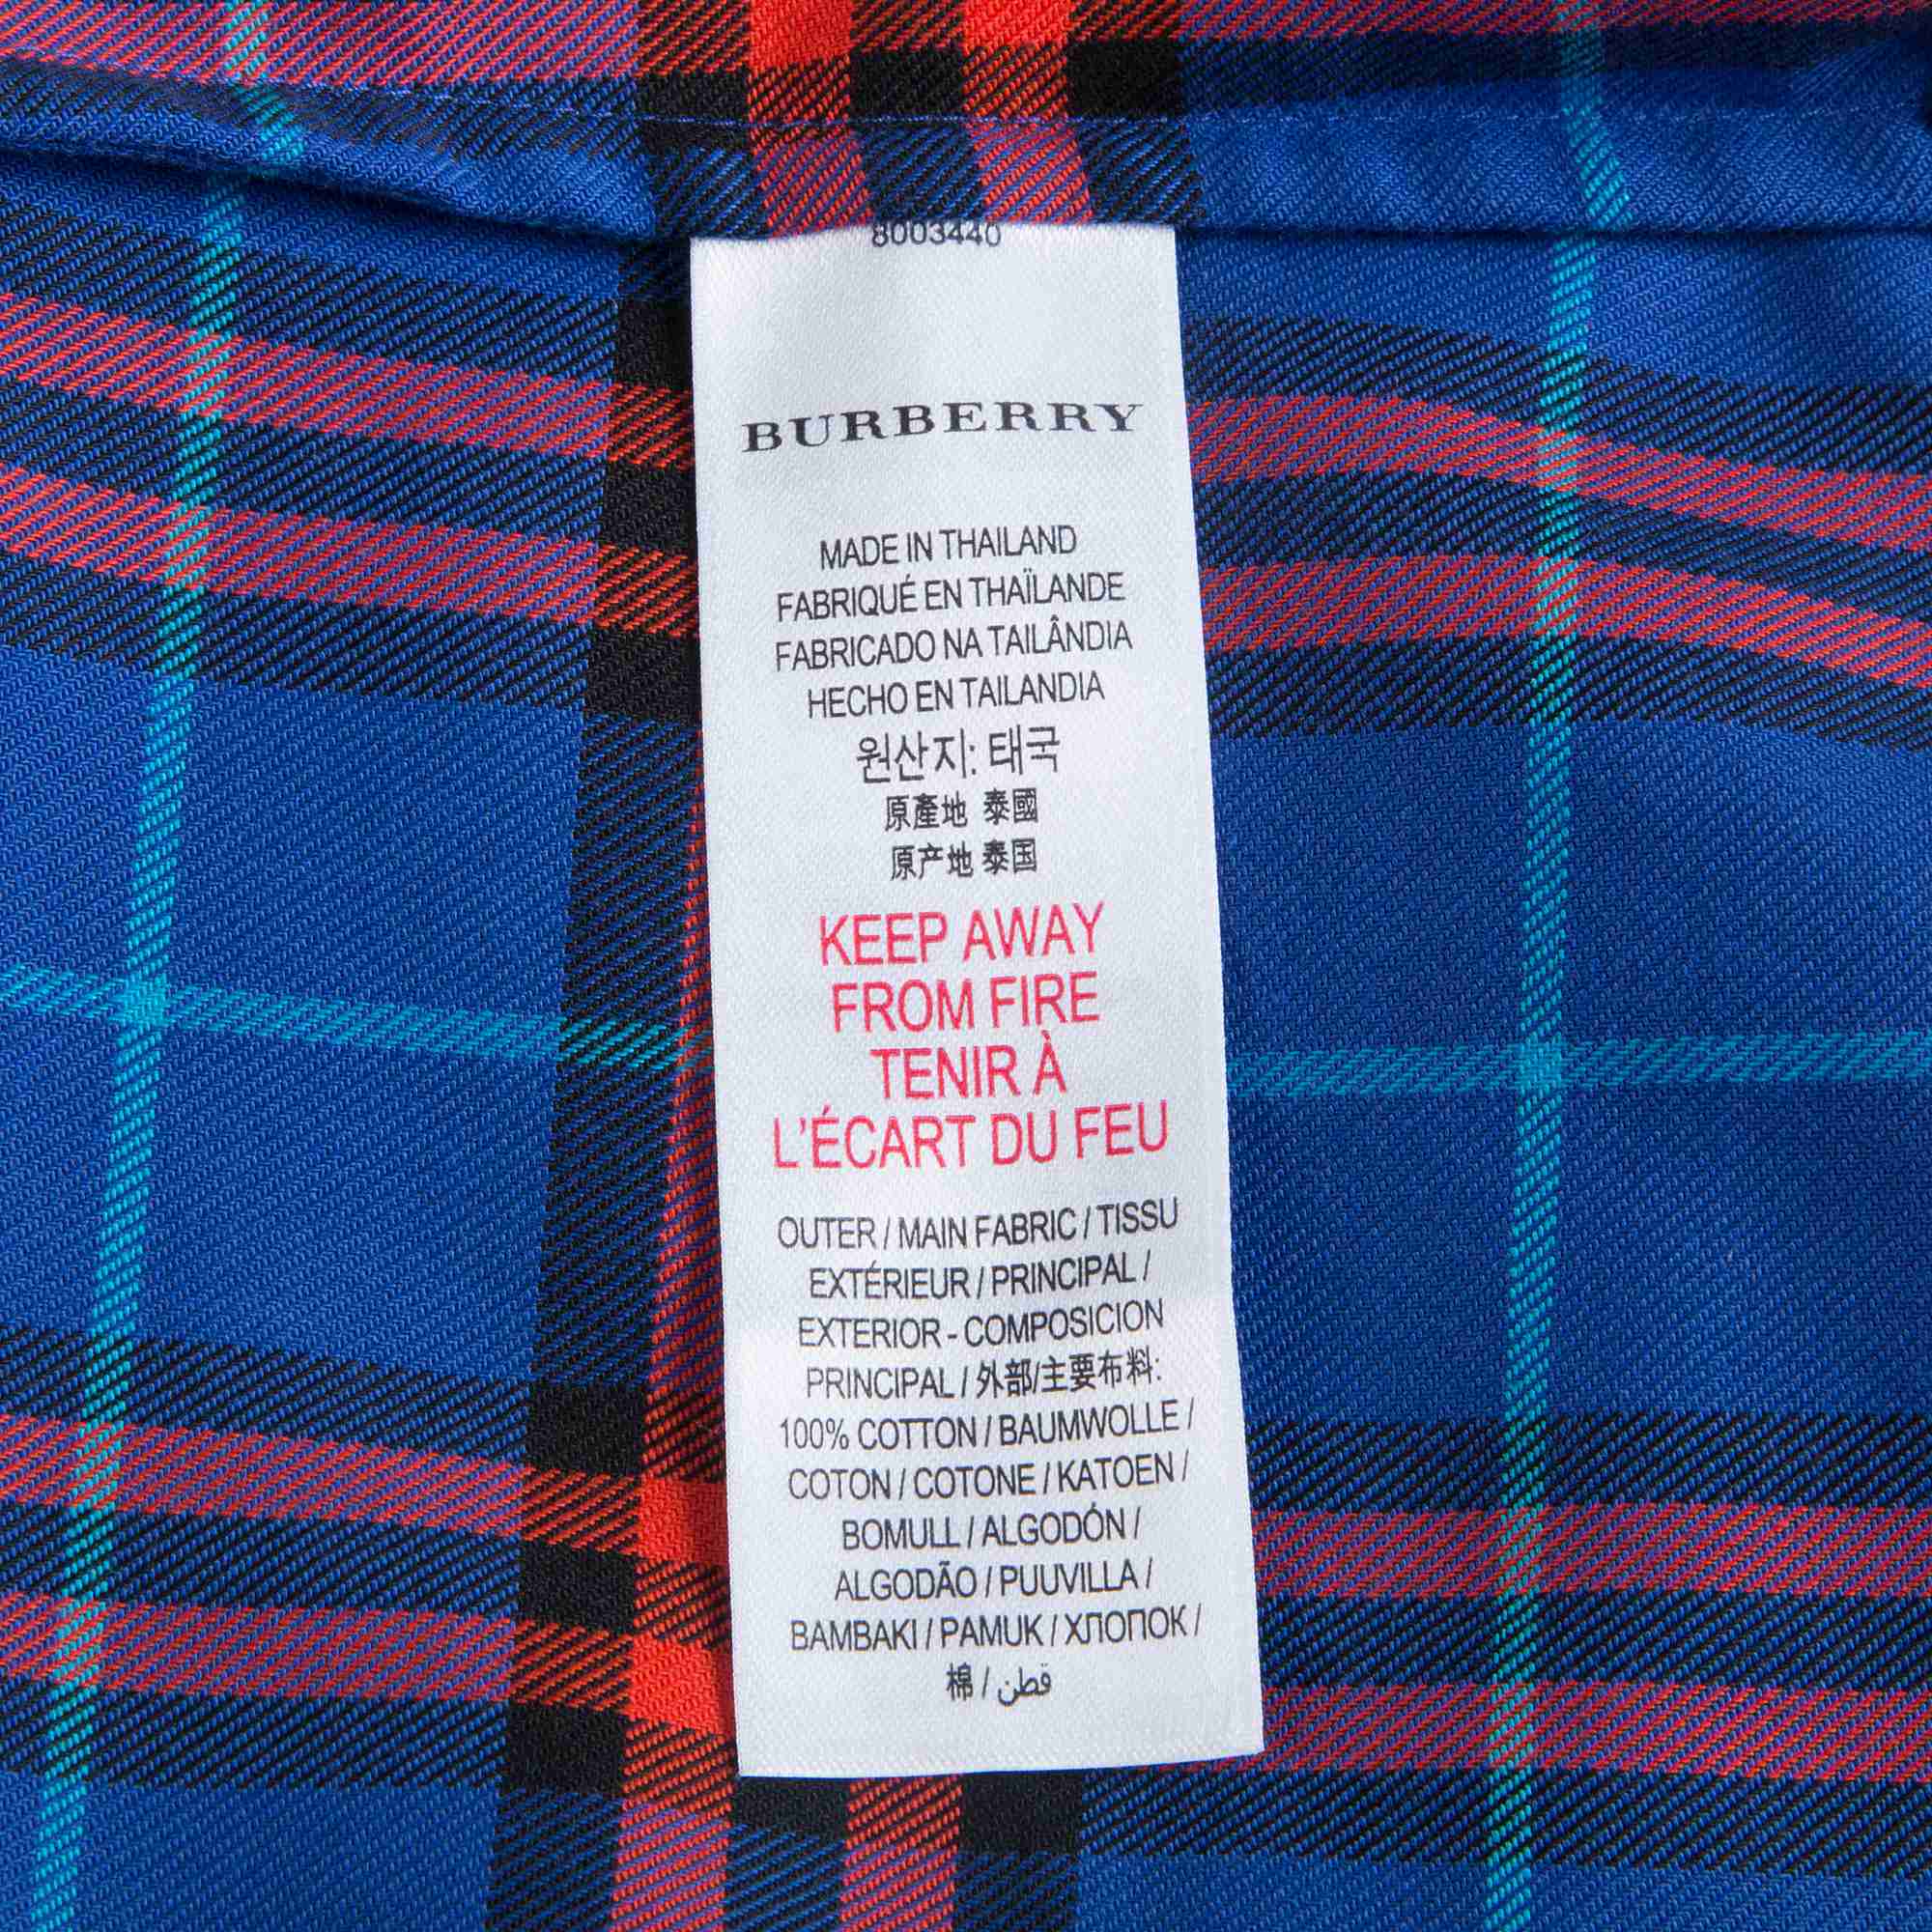 8003440
BURBERRY
MADE IN THAILAND
FABRIQUÉ EN THAÏLANDE
FABRICADO NA TAILÂNDIA
HECHO EN TAILANDIA
원산지: 태국
原產地 泰國
原产地 泰国
KEEP AWAY
FROM FIRE
TENIR À
L'ÉCART DU FEU
OUTER / MAIN FABRIC / TISSU
EXTÉRIEUR / PRINCIPAL /
EXTERIOR - COMPOSICION
PRINCIPAL / 外部/主要布料:
100% COTTON / BAUMWOLLE /
COTON / COTONE / KATOEN /
BOMULL / ALGODÓN /
ALGODÃO / PUUVILLA /
BAMBAKI / PAMUK / ХЛОПОК /
棉 / قطن